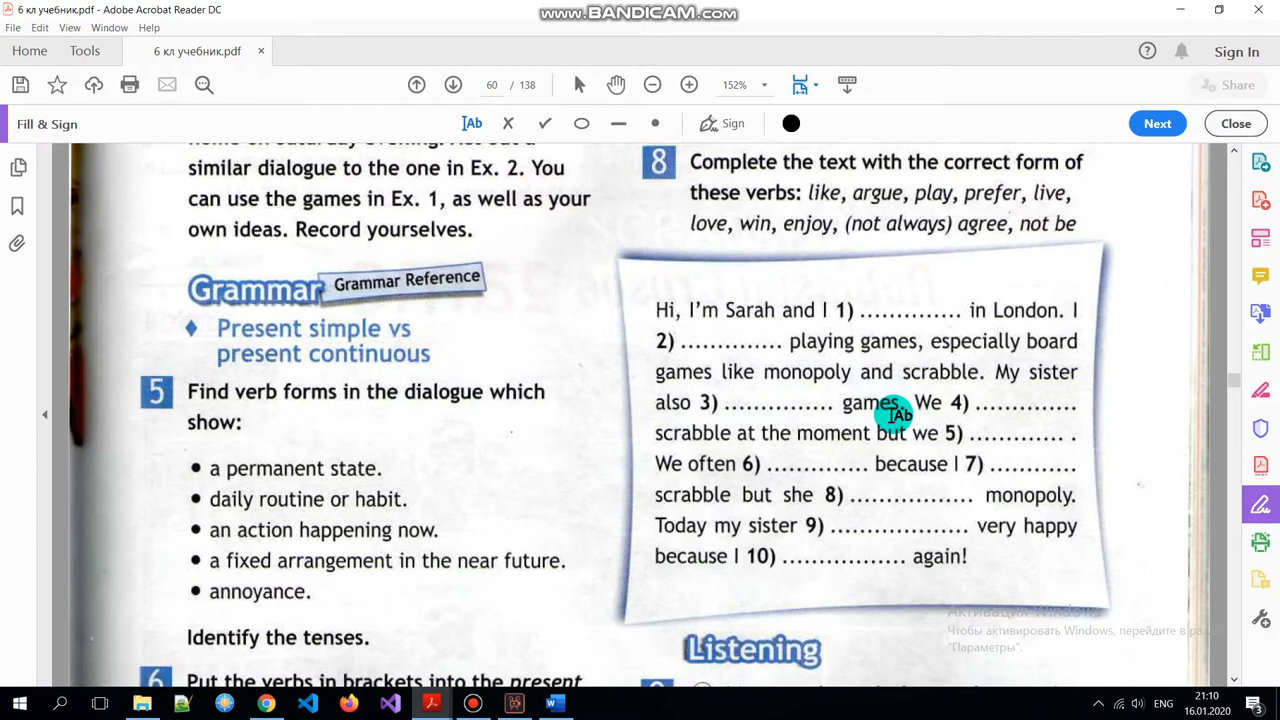 6 кл учебник.pdf - Adobe Acrobat Reader DC
www.BANDICAM.com
File Edit View Window Help
Home Tools 6 кл учебник.pdf × Sign In
60 / 138 152% Share
Fill & Sign Ab Sign Next Close
similar dialogue to the one in Ex. 2. You
can use the games in Ex. 1, as well as your
own ideas. Record yourselves.
Grammar Grammar Reference
Present simple vs
present continuous
5 Find verb forms in the dialogue which
show:
• a permanent state.
• daily routine or habit.
• an action happening now.
• a fixed arrangement in the near future.
• annoyance.
Identify the tenses.
6 Put the verbs in brackets into the present
8 Complete the text with the correct form of
these verbs: like, argue, play, prefer, live,
love, win, enjoy, (not always) agree, not be
Hi, I'm Sarah and I 1) .............. in London. I
2) .............. playing games, especially board
games like monopoly and scrabble. My sister
also 3) ............... games. We 4) ..............
scrabble at the moment but we 5) ............. .
We often 6) .............. because I 7) ............
scrabble but she 8) ................. monopoly.
Today my sister 9) ................... very happy
because I 10) ................. again!
Listening
9
Активация Windows
Чтобы активировать Windows, перейдите в ра
"Параметры".
Ab
ENG
21:10
16.01.2020
3